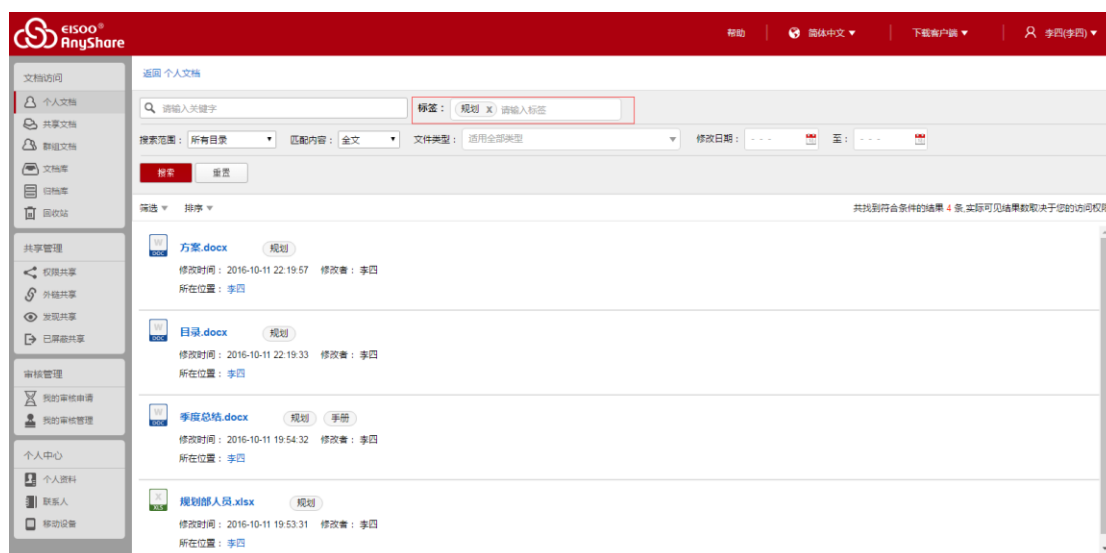 EISOO®
AnyShare
帮助 简体中文 下载客户端 李四(李四)
文档访问
个人文档
共享文档
群组文档
文档库
归档库
回收站
共享管理
权限共享
外链共享
发现共享
已屏蔽共享
审核管理
我的审核申请
我的审核管理
个人中心
个人资料
联系人
移动设备
返回 个人文档
请输入关键字 标签： 规划 x 请输入标签
搜索范围： 所有目录 匹配内容： 全文 文件类型： 适用全部类型 修改日期： - - - 至： - - -
搜索 重置
筛选 排序 共找到符合条件的结果 4 条,实际可见结果数取决于您的访问权限
W DOC 方案.docx 规划
修改时间： 2016-10-11 22:19:57 修改者： 李四
所在位置： 李四
W DOC 目录.docx 规划
修改时间： 2016-10-11 22:19:33 修改者： 李四
所在位置： 李四
W DOC 季度总结.docx 规划 手册
修改时间： 2016-10-11 19:54:32 修改者： 李四
所在位置： 李四
X XLS 规划部人员.xlsx 规划
修改时间： 2016-10-11 19:53:31 修改者： 李四
所在位置： 李四